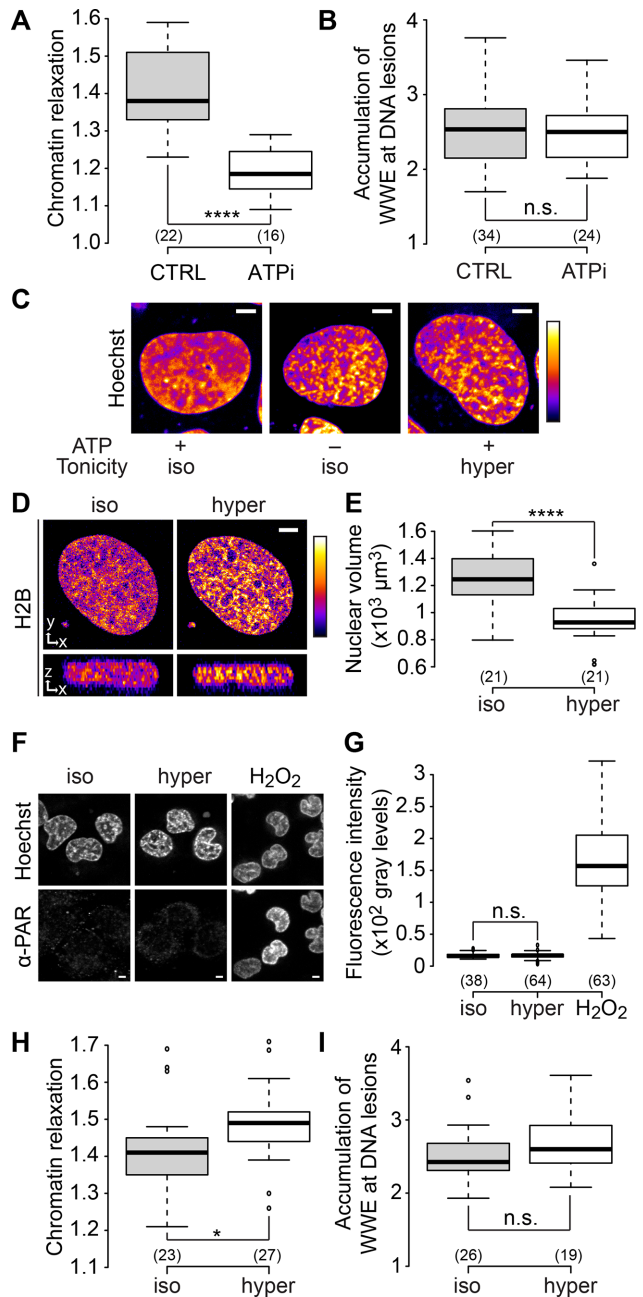 A
Chromatin relaxation
1.6
1.5
1.4
1.3
1.2
1.1
1.0
****
(22)
(16)
CTRL
ATPi
B
Accumulation of
WWE at DNA lesions
4
3
2
1
n.s.
(34)
(24)
CTRL
ATPi
C
Hoechst
ATP + – +
Tonicity iso iso hyper
D
iso hyper
H2B
y
x
z
x
E
Nuclear volume
(x10³ μm³)
1.6
1.4
1.2
1
0.8
0.6
****
(21)
(21)
iso
hyper
F
iso hyper H₂O₂
Hoechst
α-PAR
G
Fluorescence intensity
(x10² gray levels)
3
2.5
2
1.5
1
0.5
0
n.s.
(38)
(64)
(63)
iso
hyper
H₂O₂
H
Chromatin relaxation
1.7
1.6
1.5
1.4
1.3
1.2
1.1
*
(23)
(27)
iso
hyper
I
Accumulation of
WWE at DNA lesions
4
3
2
1
n.s.
(26)
(19)
iso
hyper